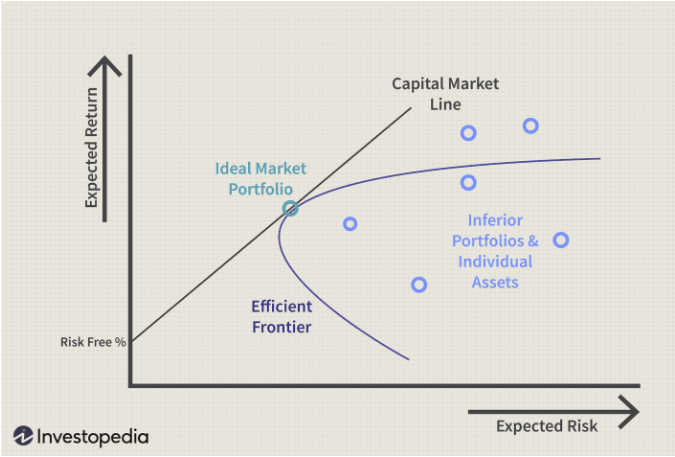 Capital Market
Line
Expected Return
Ideal Market
Portfolio
Inferior
Portfolios &
Individual
Assets
Efficient
Frontier
Risk Free %
Expected Risk
Investopedia